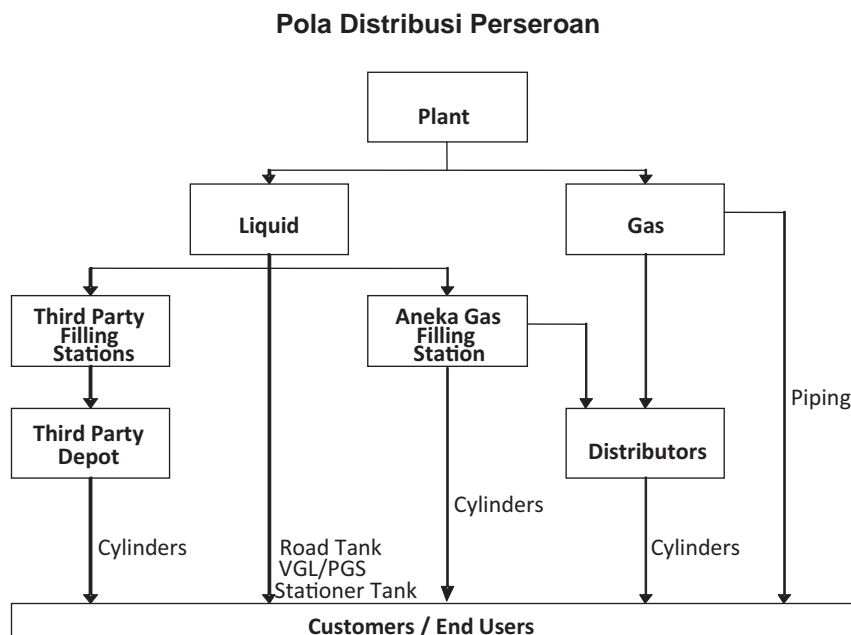 Pola Distribusi Perseroan
Plant
Liquid
Gas
Third Party
Filling
Stations
Aneka Gas
Filling
Station
Piping
Third Party
Depot
Distributors
Cylinders
Cylinders
Road Tank
VGL/PGS
Stationer Tank
Cylinders
Customers / End Users